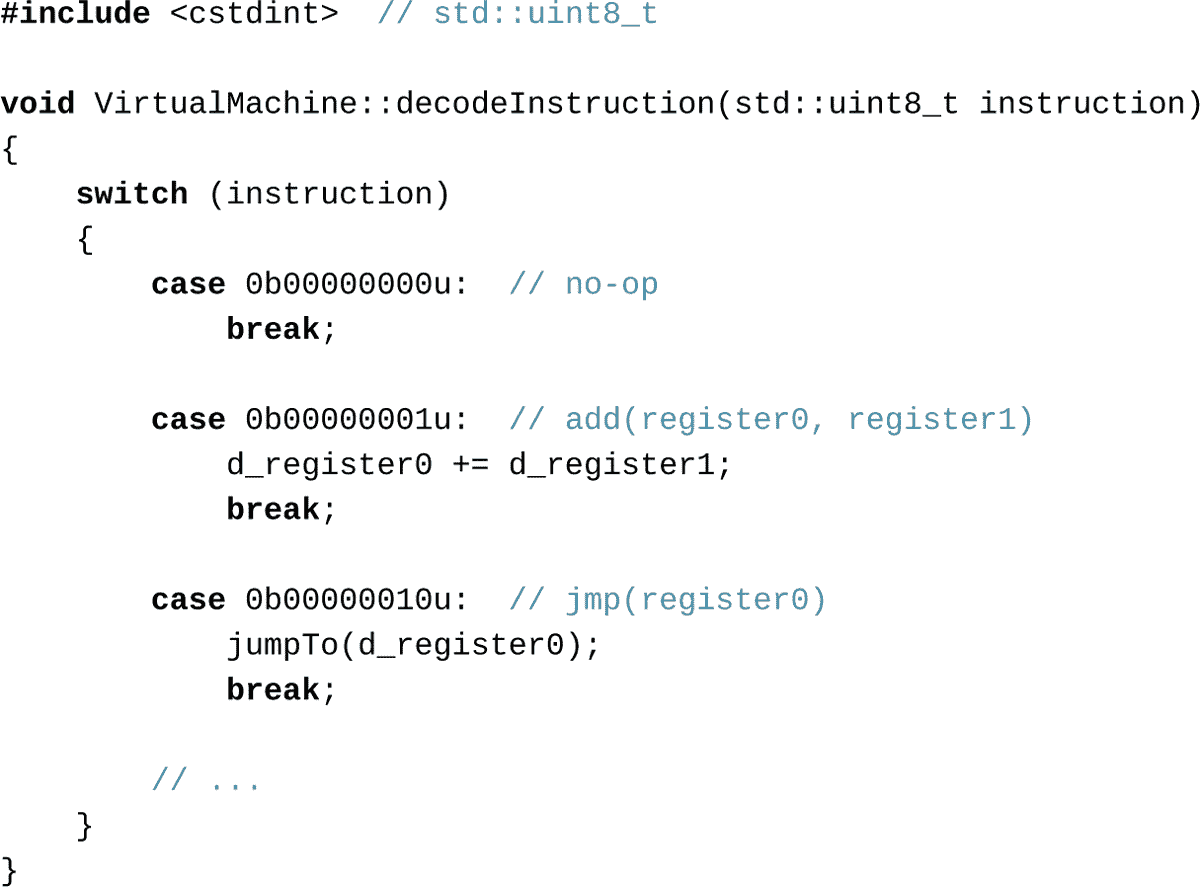 #include <cstdint>  // std::uint8_t
void VirtualMachine::decodeInstruction(std::uint8_t instruction)
{
    switch (instruction)
    {
        case 0b00000000u:  // no-op
            break;
        case 0b00000001u:  // add(register0, register1)
            d_register0 += d_register1;
            break;
        case 0b00000010u:  // jmp(register0)
            jumpTo(d_register0);
            break;
        // ...
    }
}